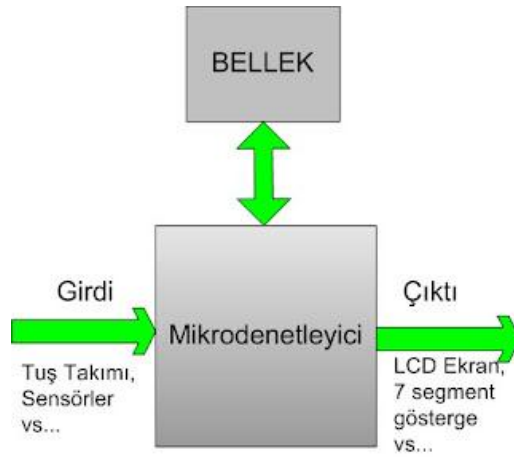 BELLEK
Girdi
Mikrodenetleyici
Çıktı
Tuş Takımı,
Sensörler
vs...
LCD Ekran,
7 segment
gösterge
vs...